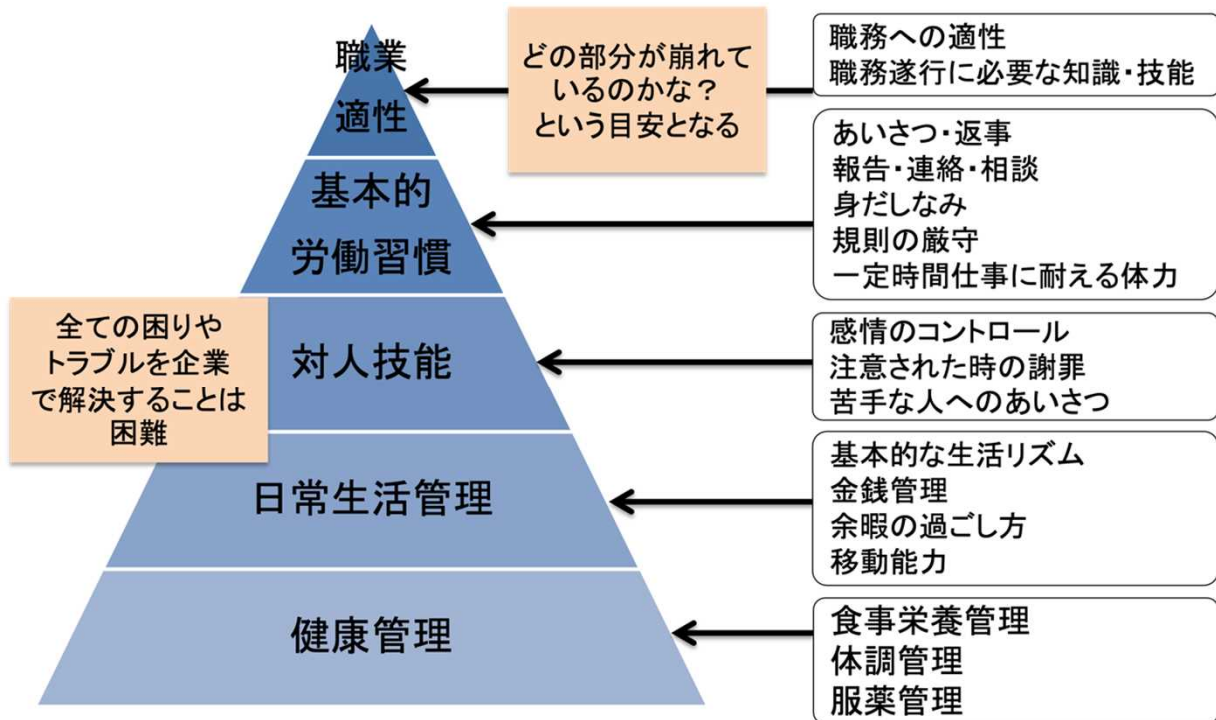 職業
適性
どの部分が崩れて
いるのかな?
という目安となる
職務への適性
職務遂行に必要な知識・技能
基本的
労働習慣
あいさつ・返事
報告・連絡・相談
身だしなみ
規則の厳守
一定時間仕事に耐える体力
全ての困りや
トラブルを企業
で解決することは
困難
対人技能
感情のコントロール
注意された時の謝罪
苦手な人へのあいさつ
日常生活管理
基本的な生活リズム
金銭管理
余暇の過ごし方
移動能力
健康管理
食事栄養管理
体調管理
服薬管理